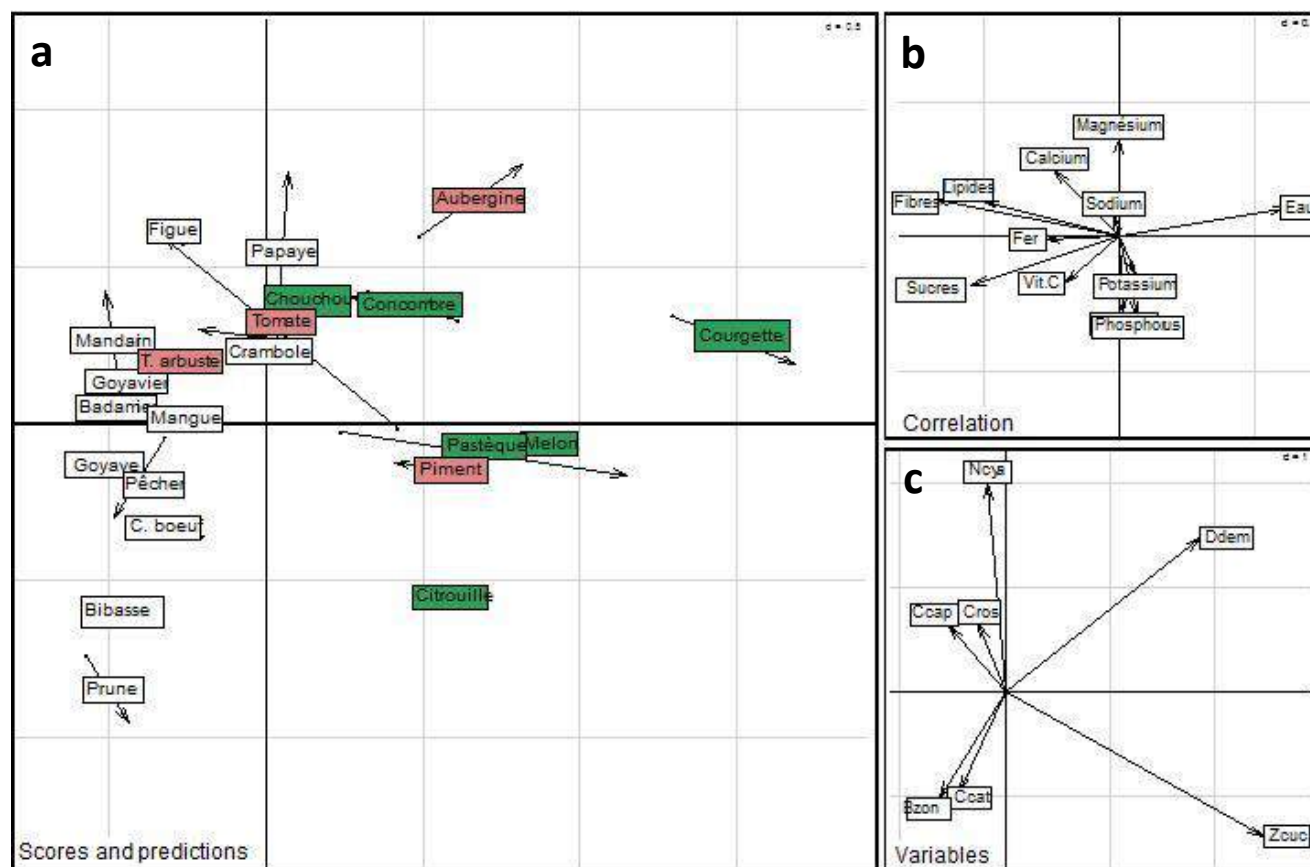 a
d = 0.5
Aubergine
Figue
Papaye
Chouchou
Concombre
Tomate
Courgette
Mandain
T. arbuste
Crambole
Goyavier
Badamie
Mangue
Pastèque
Melon
Goyave
Piment
Pêcher
C. boeuf
Citrouille
Bibasse
Prune
Scores and predictions
b
Magnésium
Calcium
Lipides
Fibres
Sodium
Eau
Fer
Sucres
Vit.C
Potassium
Phosphous
Correlation
c
d = 1
Ncya
Ddem
Ccap
Cros
Bzon
Ccat
Zcuc
Variables